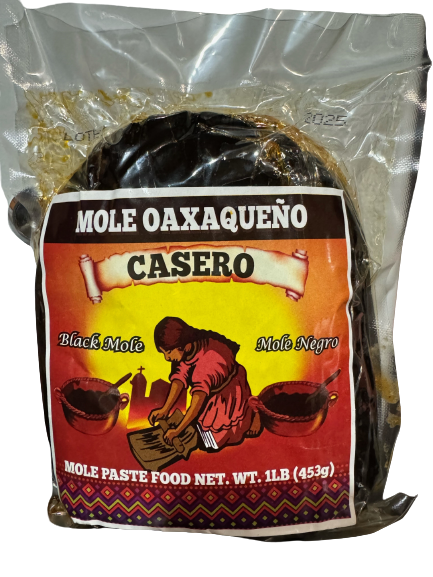 LOTE
2025
MOLE OAXAQUEÑO
CASERO
Black Mole
Mole Negro
MOLE PASTE FOOD NET. WT. 1LB (453g)